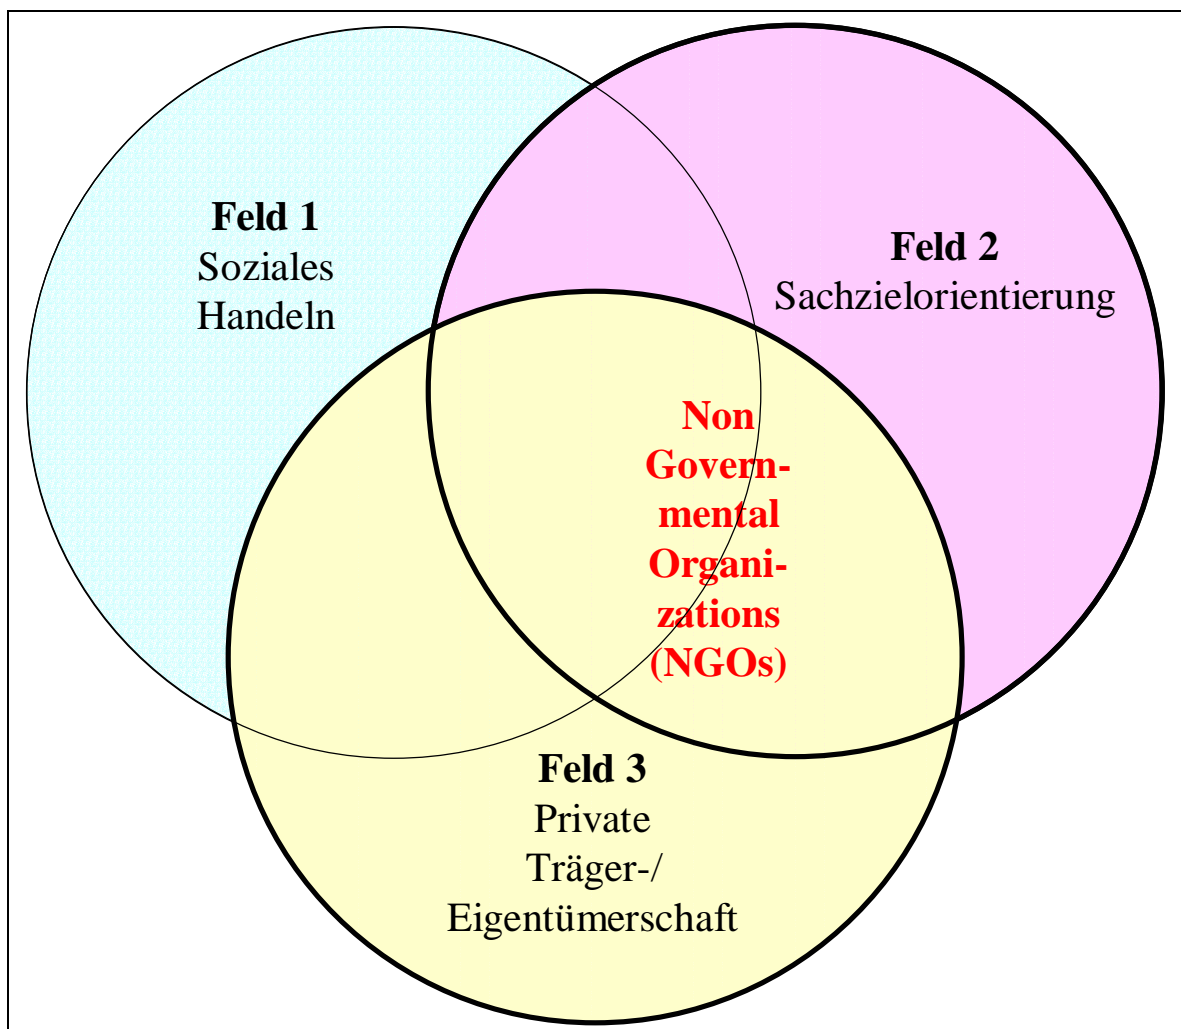 Feld 1
Soziales
Handeln
Feld 2
Sachzielorientierung
Non
Govern-
mental
Organi-
zations
(NGOs)
Feld 3
Private
Träger-/
Eigentümerschaft